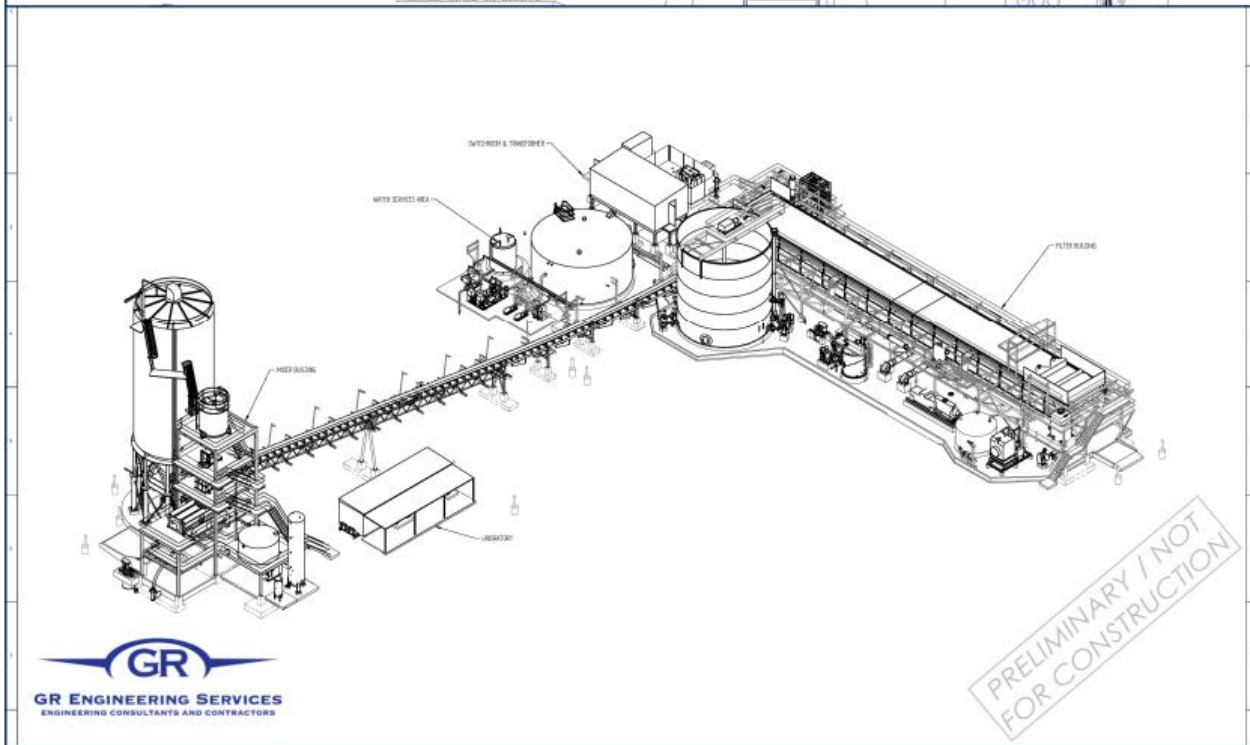 SWITCHROOM & TRANSFORMER
WATER SERVICES AREA
FILTER BUILDING
MIXER BUILDING
LABORATORY
GR
GR ENGINEERING SERVICES
ENGINEERING CONSULTANTS AND CONTRACTORS
PRELIMINARY / NOT
FOR CONSTRUCTION